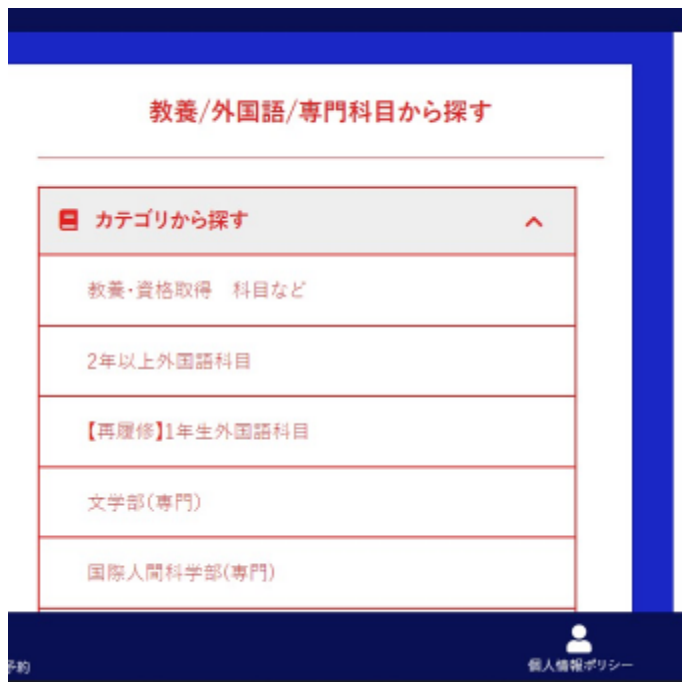 教養/外国語/専門科目から探す
カテゴリから探す
教養・資格取得　科目など
2年以上外国語科目
【再履修】1年生外国語科目
文学部(専門)
国際人間科学部(専門)
予約
個人情報ポリシー